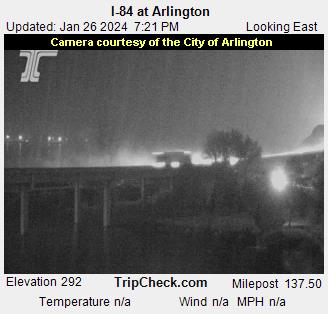 I-84 at Arlington
Updated: Jan 26 2024 7:21 PM Looking East
Camera courtesy of the City of Arlington
Elevation 292 TripCheck.com Milepost 137.50
Temperature n/a Wind n/a MPH n/a